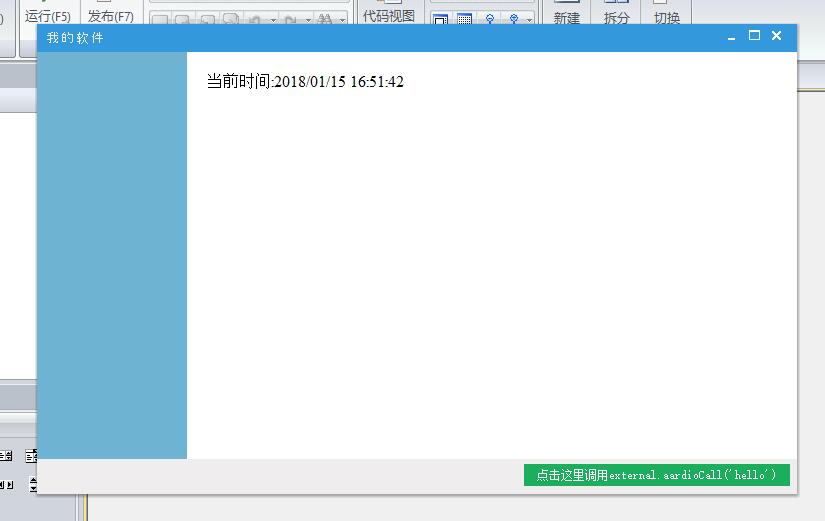 运行(F5) 发布(F7) 代码视图 新建 拆分 切换
我的软件
当前时间:2018/01/15 16:51:42
点击这里调用external.aardioCall('hello')